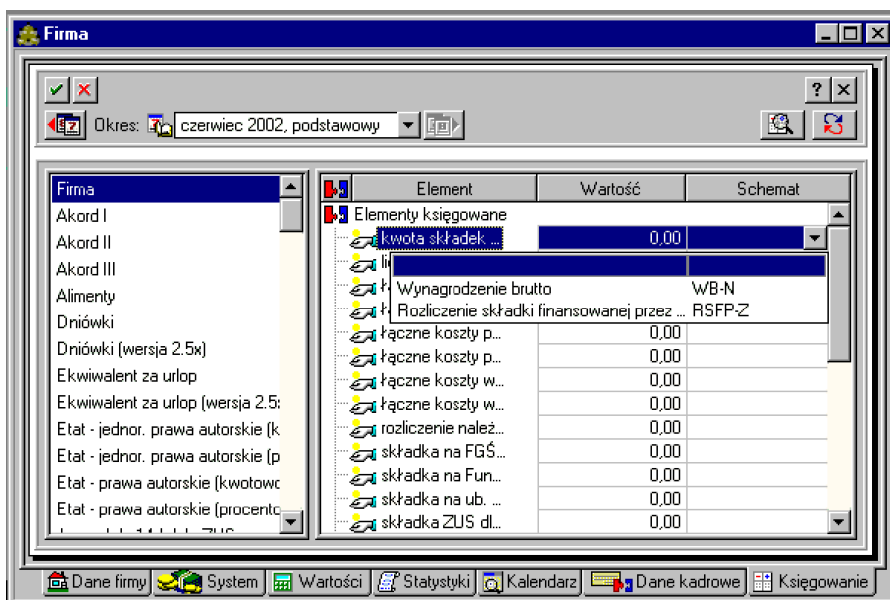 Firma
Okres: czerwiec 2002, podstawowy
Firma
Akord I
Akord II
Akord III
Alimenty
Dniówki
Dniówki (wersja 2.5x)
Ekwiwalent za urlop
Ekwiwalent za urlop (wersja 2.5
Etat - jednor. prawa autorskie (k
Etat - jednor. prawa autorskie (p
Etat - prawa autorskie (kwotowo
Etat - prawa autorskie (procento
Element Wartość Schemat
Elementy księgowane
kwota składek ... 0,00
Wynagrodzenie brutto WB-N
Rozliczenie składki finansowanej przez ... RSFP-Z
łączne koszty p... 0,00
łączne koszty p... 0,00
łączne koszty w... 0,00
łączne koszty w... 0,00
rozliczenie należ... 0,00
składka na FGŚ... 0,00
składka na Fun... 0,00
składka na ub. ... 0,00
składka ZUS dl... 0,00
Dane firmy System Wartości Statystyki Kalendarz Dane kadrowe Księgowanie